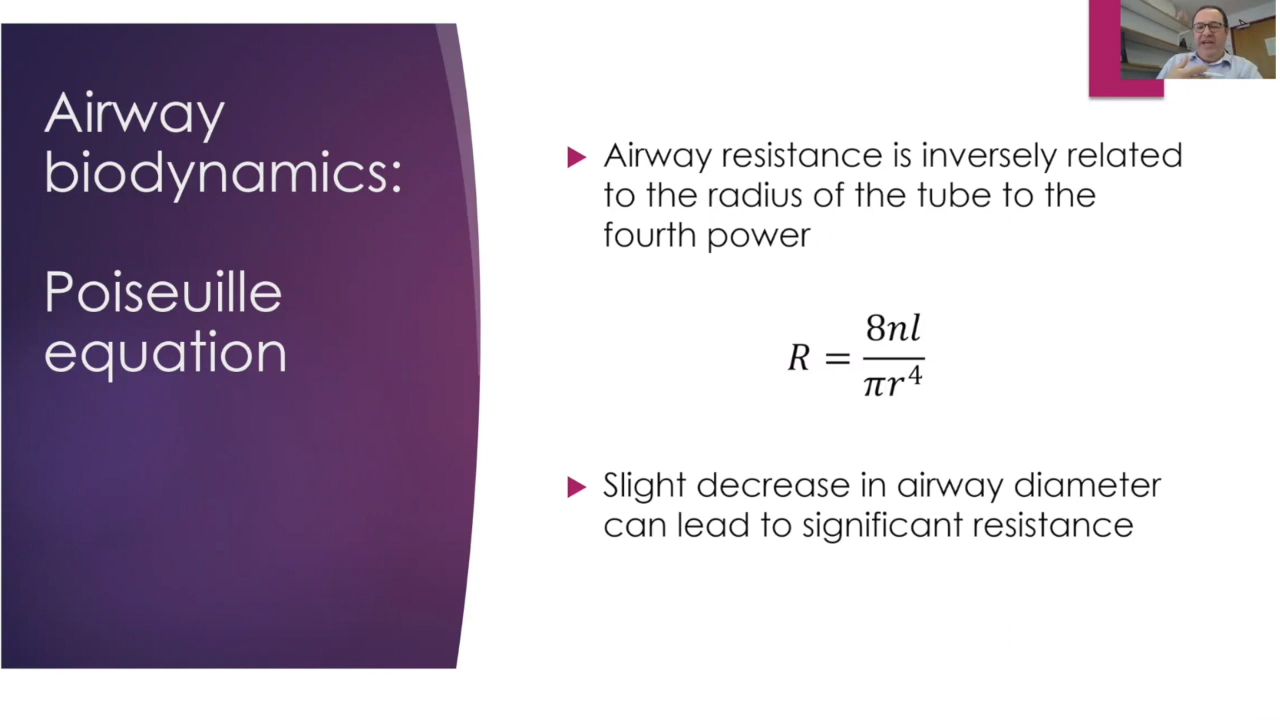 Airway
biodynamics:
Poiseuille
equation
Airway resistance is inversely related
to the radius of the tube to the
fourth power
R = 8nl / πr⁴
Slight decrease in airway diameter
can lead to significant resistance